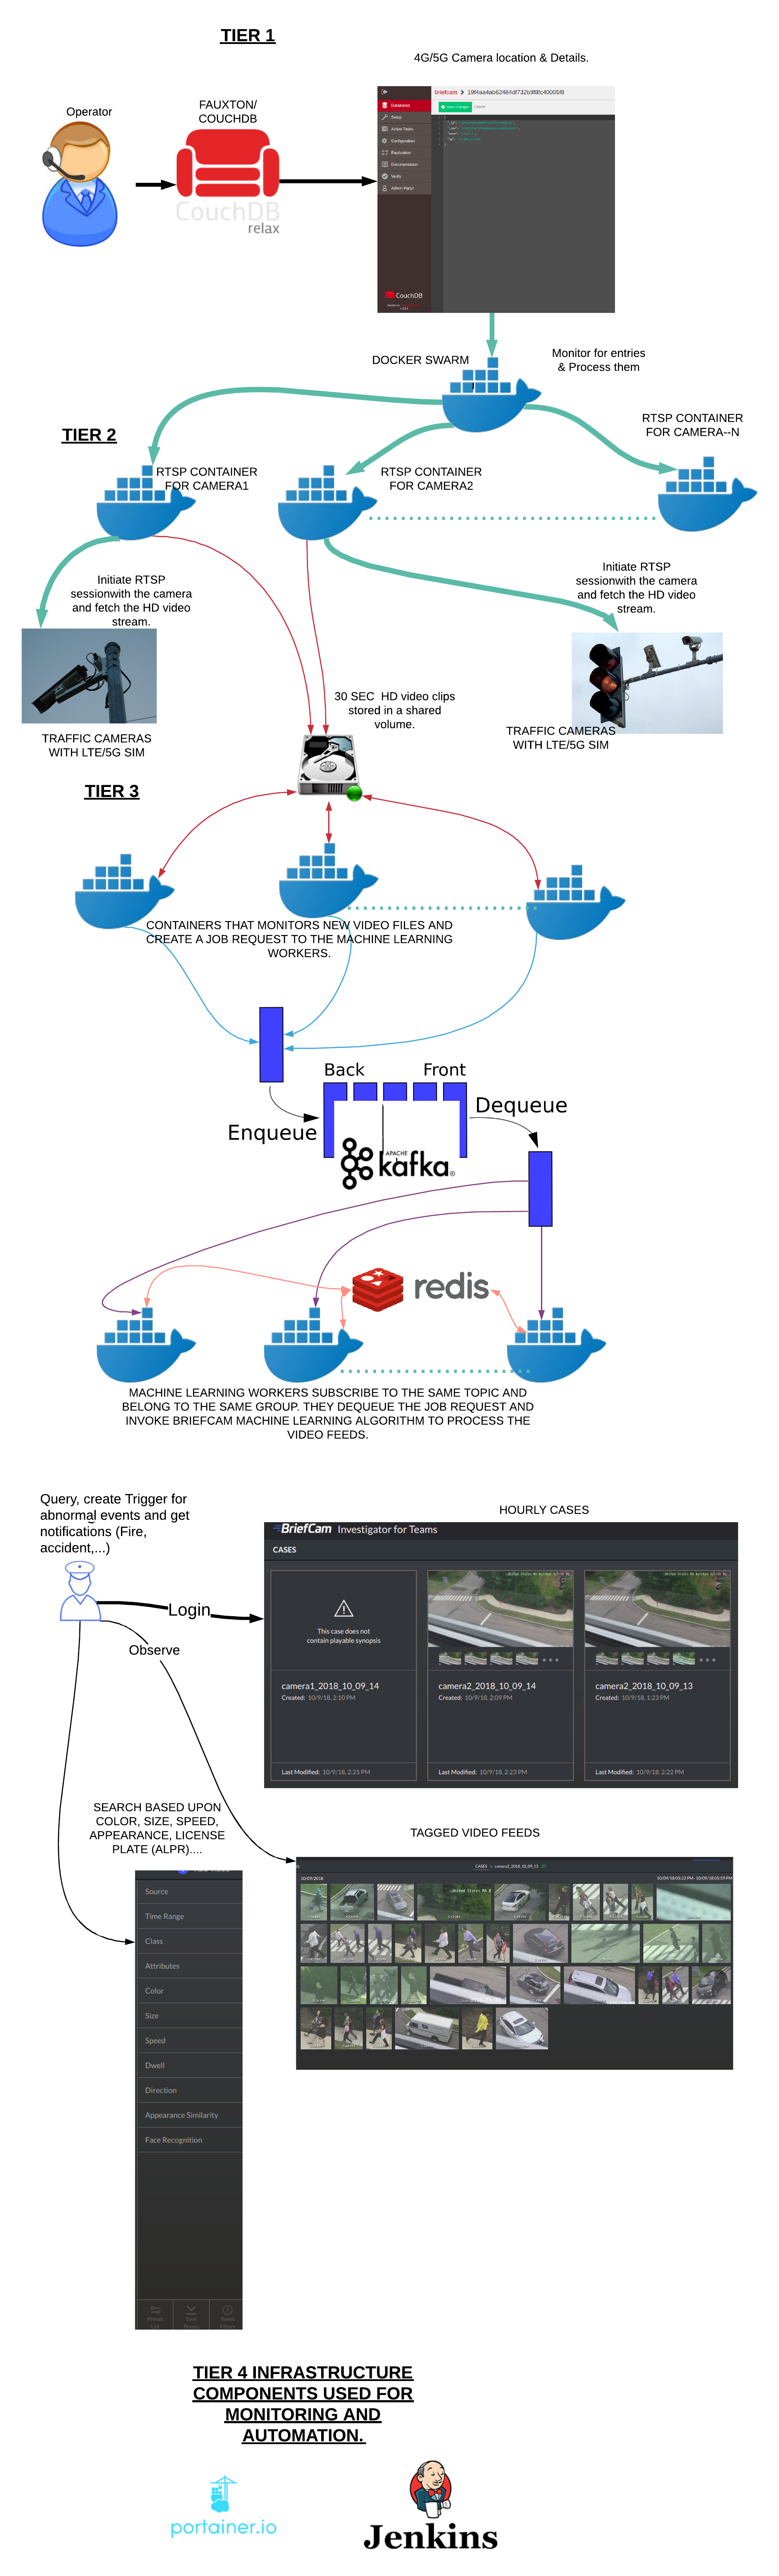 TIER 1
4G/5G Camera location & Details.
Operator
FAUXTON/
COUCHDB
CouchDB
relax
briefcam
Save Changes
Cancel
Databases
Setup
Active Tasks
Configuration
Replication
Documentation
Verify
CouchDB
DOCKER SWARM
Monitor for entries
& Process them
RTSP CONTAINER
FOR CAMERA--N
TIER 2
RTSP CONTAINER
FOR CAMERA1
RTSP CONTAINER
FOR CAMERA2
Initiate RTSP
sessionwith the camera
and fetch the HD video
stream.
Initiate RTSP
sessionwith the camera
and fetch the HD video
stream.
30 SEC HD video clips
stored in a shared
volume.
TRAFFIC CAMERAS
WITH LTE/5G SIM
TRAFFIC CAMERAS
WITH LTE/5G SIM
TIER 3
CONTAINERS THAT MONITORS NEW VIDEO FILES AND
CREATE A JOB REQUEST TO THE MACHINE LEARNING
WORKERS.
Back Front
Enqueue
Dequeue
APACHE
kafka®
redis
MACHINE LEARNING WORKERS SUBSCRIBE TO THE SAME TOPIC AND
BELONG TO THE SAME GROUP. THEY DEQUEUE THE JOB REQUEST AND
INVOKE BRIEFCAM MACHINE LEARNING ALGORITHM TO PROCESS THE
VIDEO FEEDS.
Query, create Trigger for
abnormal events and get
notifications (Fire,
accident,...)
HOURLY CASES
BriefCam Investigator for Teams
CASES
This case does not
contain playable synopsis
camera1_2018_10_09_14
Created: 10/9/18, 2:10 PM
Last Modified: 10/9/18, 2:25 PM
camera2_2018_10_09_14
Created: 10/9/18, 2:09 PM
Last Modified: 10/9/18, 2:23 PM
camera2_2018_10_09_13
Created: 10/9/18, 1:23 PM
Last Modified: 10/9/18, 2:22 PM
Login
Observe
SEARCH BASED UPON
COLOR, SIZE, SPEED,
APPEARANCE, LICENSE
PLATE (ALPR)....
TAGGED VIDEO FEEDS
CASES > camera2_2018_10_09_13
10/09/2018
Source
Time Range
Class
Attributes
Color
Size
Speed
Dwell
Direction
Appearance Similarity
Face Recognition
TIER 4 INFRASTRUCTURE
COMPONENTS USED FOR
MONITORING AND
AUTOMATION.
portainer.io
Jenkins